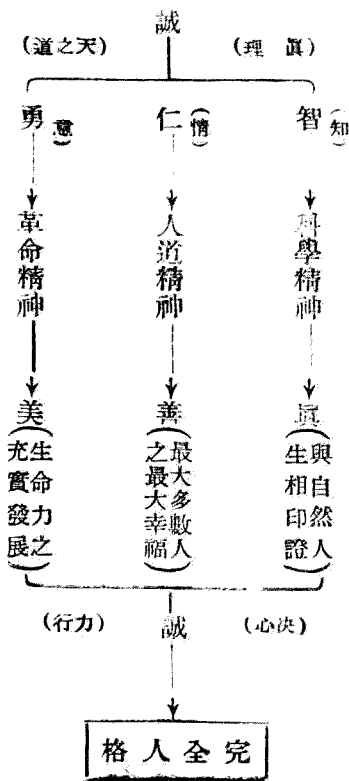 誠
(眞理)
(天之道)
智
(知)
仁
(情)
勇
(意)
科學精神
人道精神
革命精神
眞
(與自然人
生相印證)
善
(最大多數人
之最大幸福)
美
(生命力之
充實發展)
誠
(決心)
(力行)
完全人格